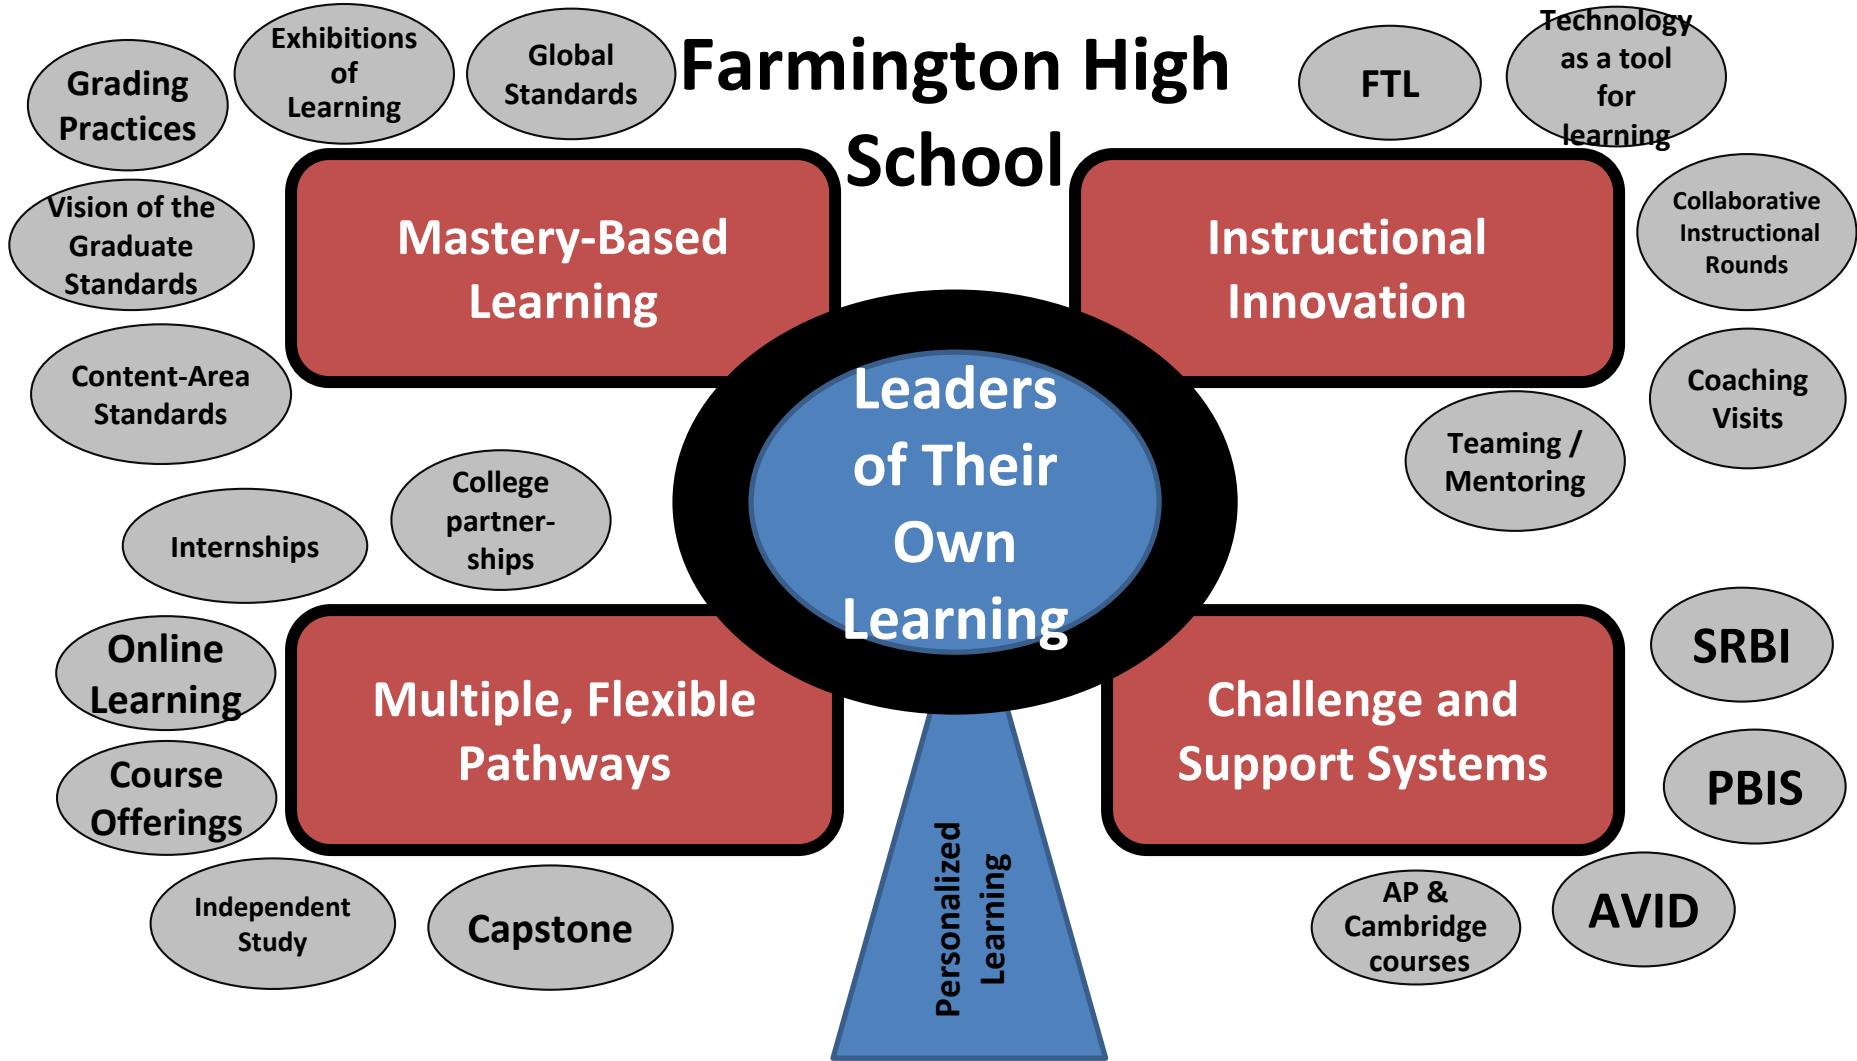 Farmington High
School
Grading
Practices
Exhibitions
of
Learning
Global
Standards
Vision of the
Graduate
Standards
Content-Area
Standards
Mastery-Based
Learning
FTL
Technology
as a tool
for
learning
Collaborative
Instructional
Rounds
Coaching
Visits
Teaming /
Mentoring
Instructional
Innovation
Leaders
of Their
Own
Learning
Internships
College
partner-
ships
Online
Learning
Course
Offerings
Independent
Study
Capstone
Multiple, Flexible
Pathways
Personalized
Learning
Challenge and
Support Systems
SRBI
PBIS
AVID
AP &
Cambridge
courses